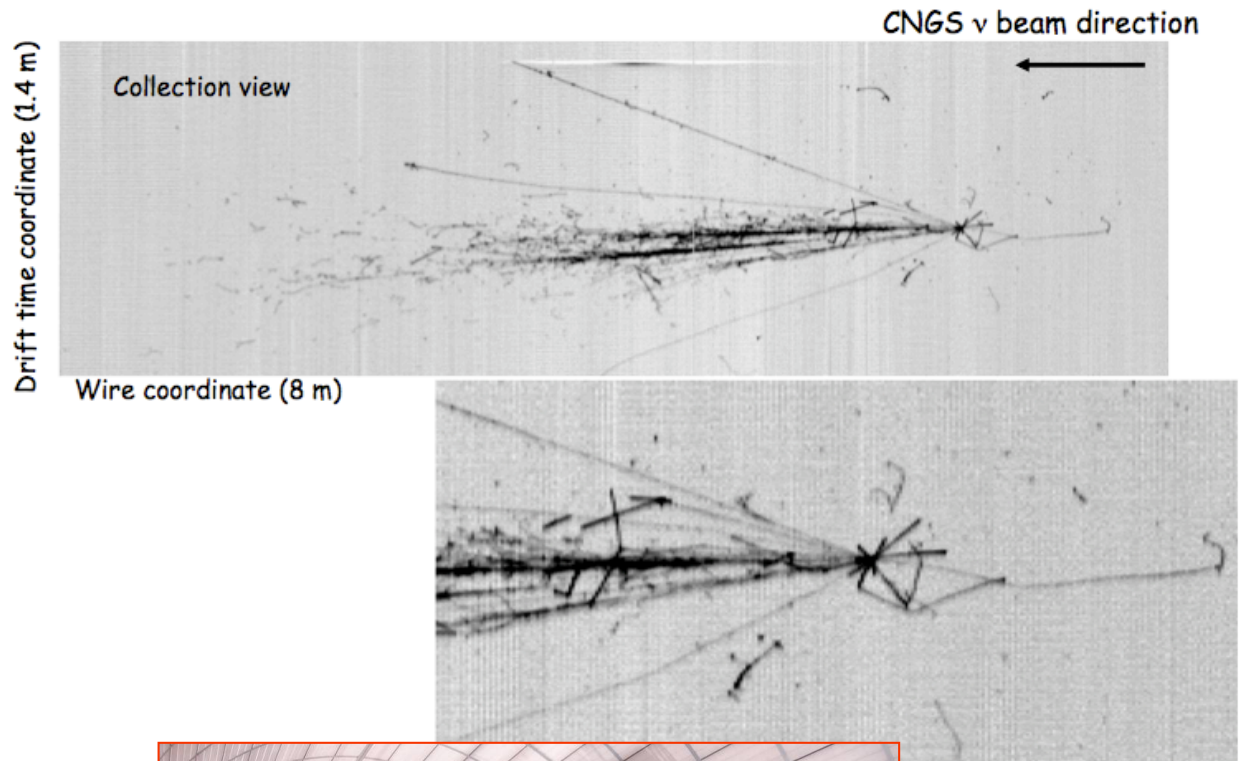 CNGS ν beam direction
Collection view
Drift time coordinate (1.4 m)
Wire coordinate (8 m)